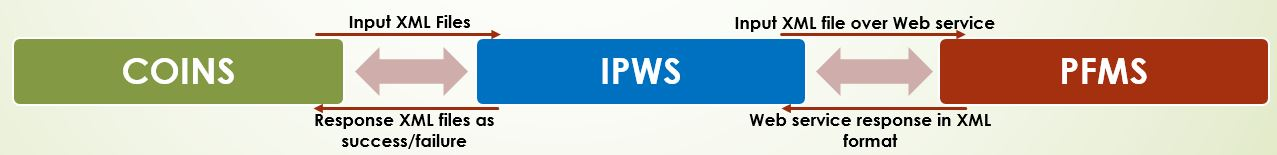 Input XML Files
Input XML file over Web service
COINS
IPWS
PFMS
Response XML files as
success/failure
Web service response in XML
format